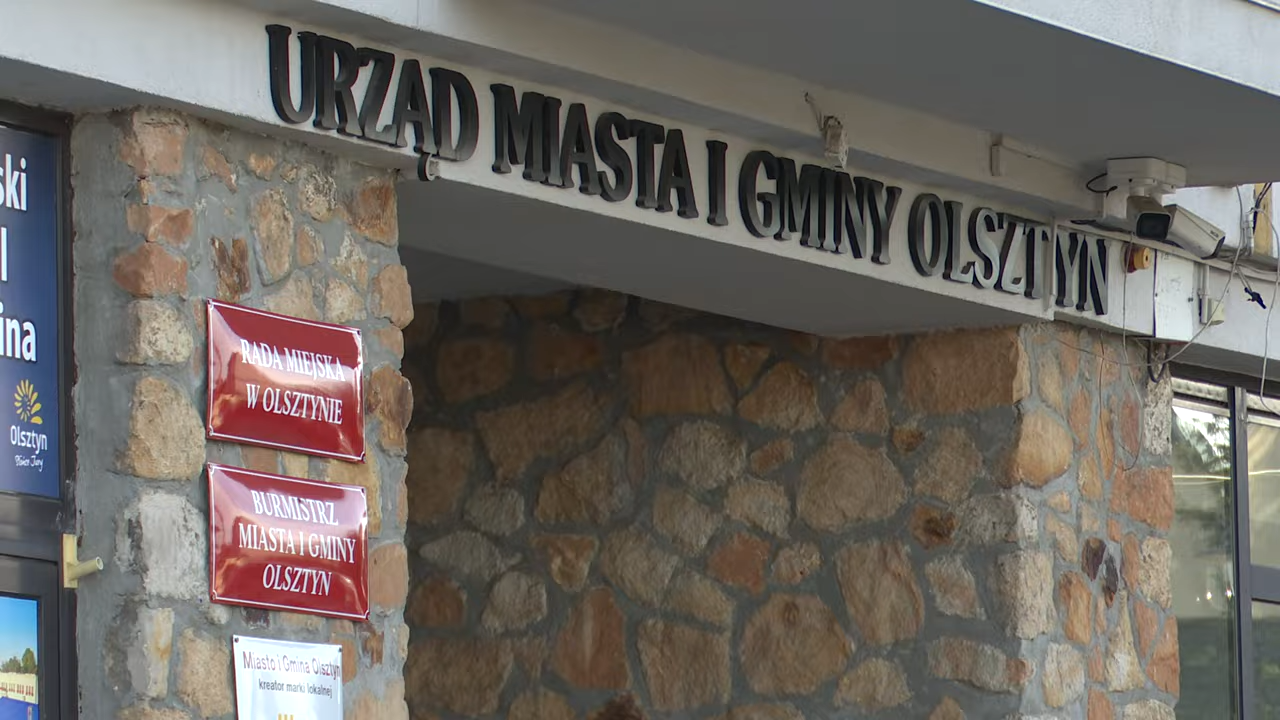 URZĄD MIASTA I GMINY OLSZTYN
ski
l
ina
Olsztyn
RADA MIEJSKA
W OLSZTYNIE
BURMISTRZ
MIASTA I GMINY
OLSZTYN
Miasto i Gmina Olsztyn
kreator marki lokalnej